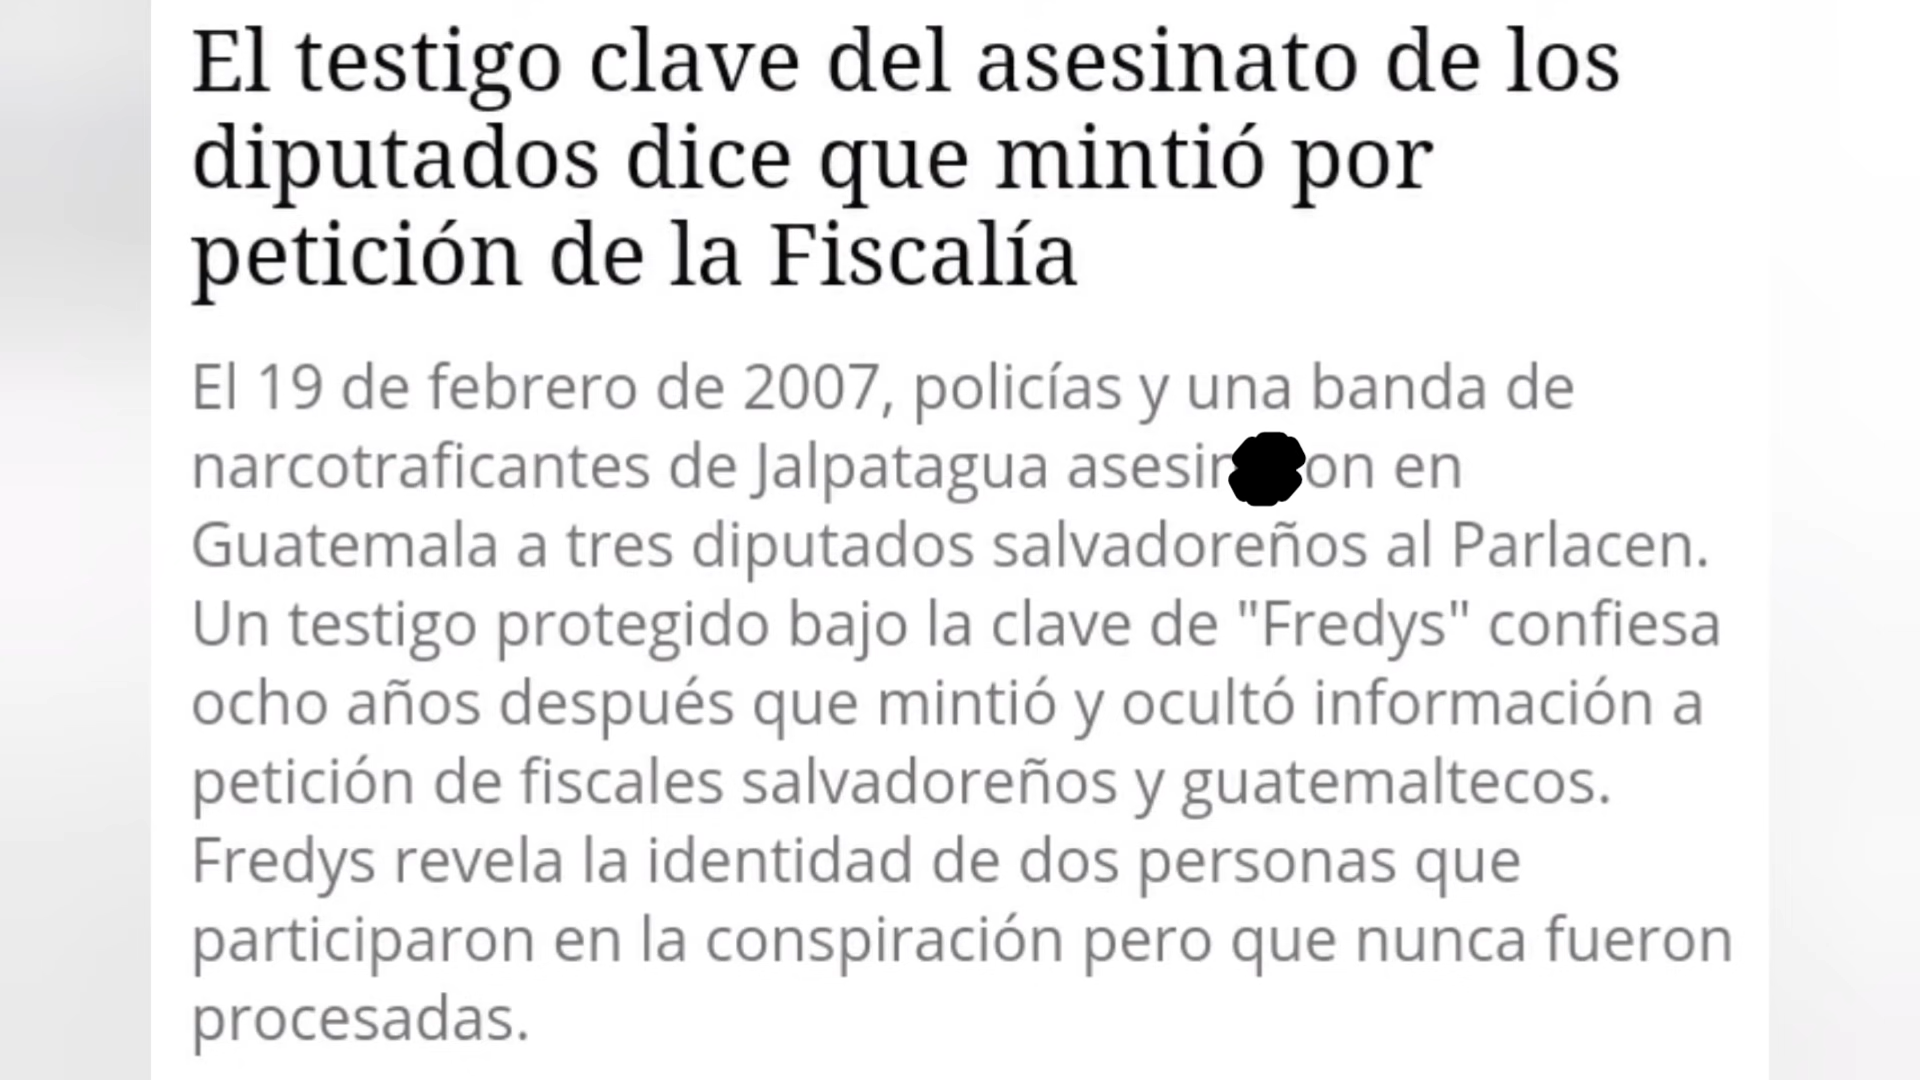 El testigo clave del asesinato de los
diputados dice que mintió por
petición de la Fiscalía
El 19 de febrero de 2007, policías y una banda de
narcotraficantes de Jalpatagua en
Guatemala a tres diputados salvadoreños al Parlacen.
Un testigo protegido bajo la clave de "Fredys" confiesa
ocho años después que mintió y ocultó información a
petición de fiscales salvadoreños y guatemaltecos.
Fredys revela la identidad de dos personas que
participaron en la conspiración pero que nunca fueron
procesadas.